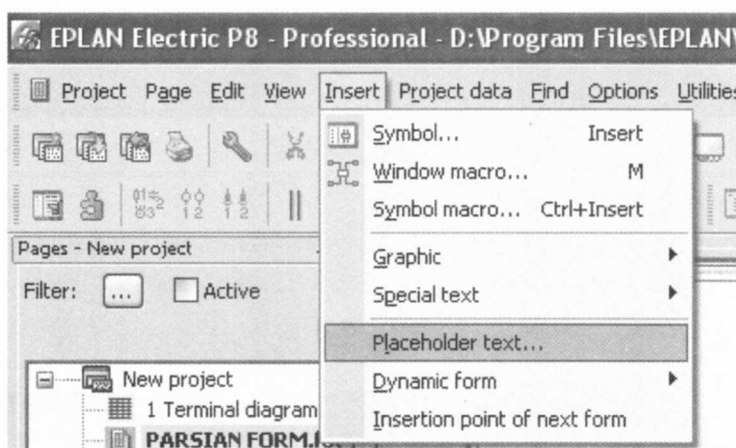 EPLAN Electric P8 - Professional - D:\Program Files\EPLAN\
Project Page Edit View Insert Project data Find Options Utilities
Symbol... Insert
Window macro... M
Symbol macro... Ctrl+Insert
Graphic
Special text
Placeholder text...
Dynamic form
Insertion point of next form
Pages - New project
Filter: ... Active
New project
1 Terminal diagram
PARSIAN FORM.